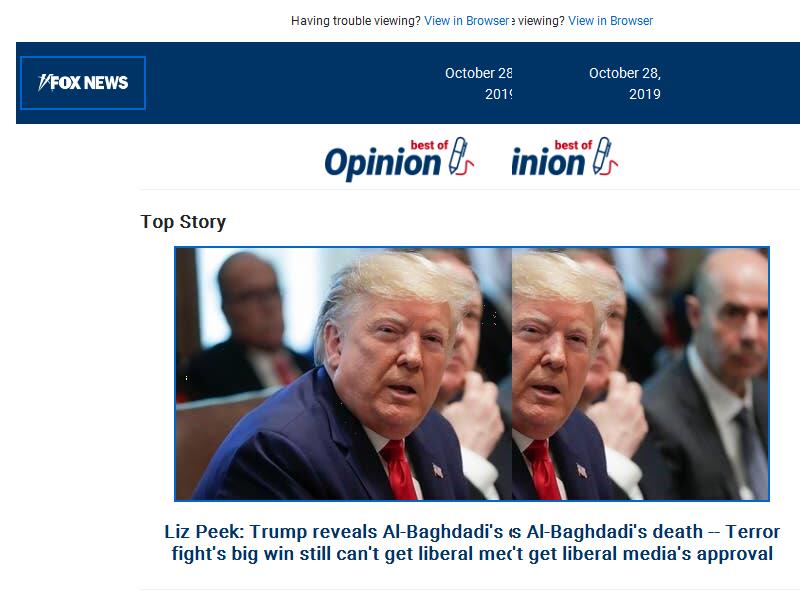 Having trouble viewing? View in Browser e viewing? View in Browser
FOX NEWS
October 28 October 28,
2019 2019
best of best of
Opinion inion
Top Story
Liz Peek: Trump reveals Al-Baghdadi's s Al-Baghdadi's death -- Terror
fight's big win still can't get liberal med't get liberal media's approval